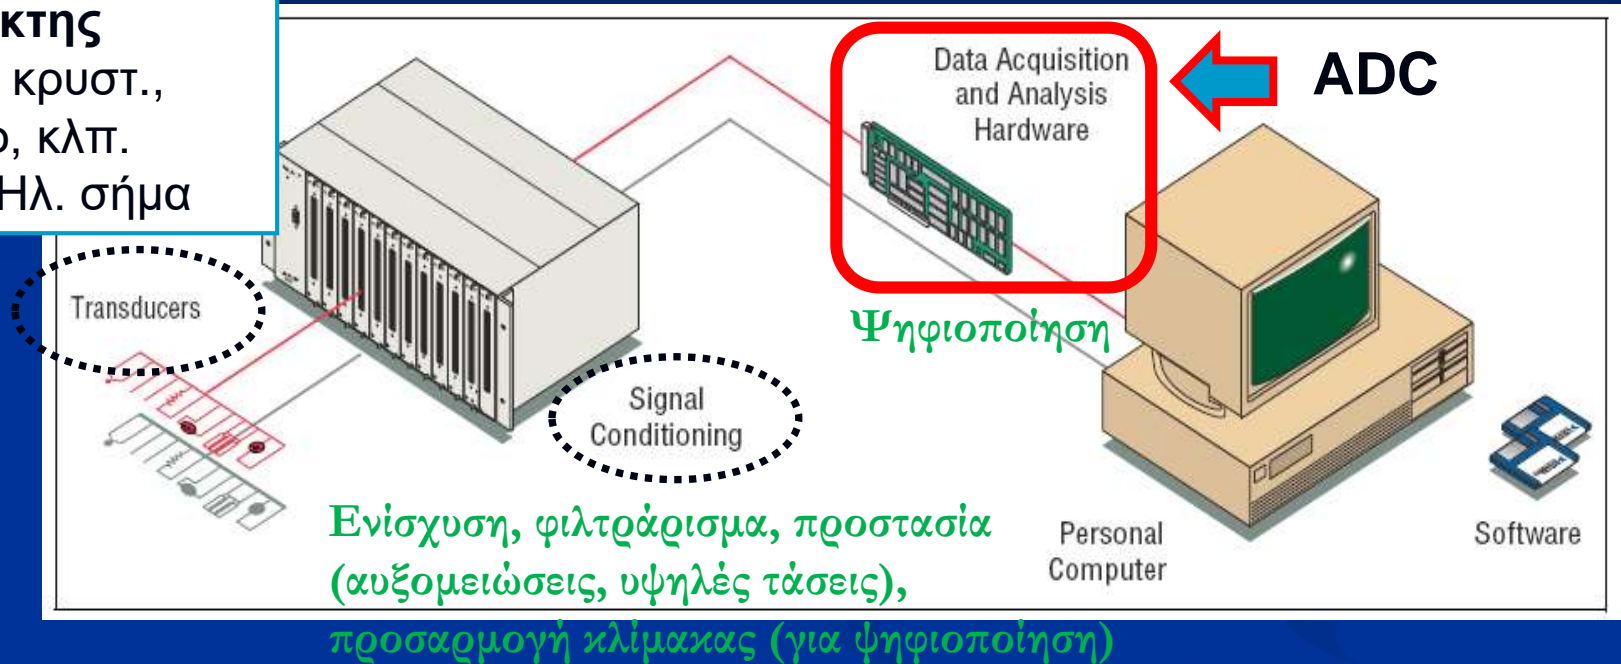 κτης
κρυστ.,
, κλπ.
Ηλ. σήμα
Data Acquisition
and Analysis
Hardware
ADC
Transducers
Ψηφιοποίηση
Signal
Conditioning
Ενίσχυση, φιλτράρισμα, προστασία
(αυξομειώσεις, υψηλές τάσεις),
προσαρμογή κλίμακας (για ψηφιοποίηση)
Personal
Computer
Software